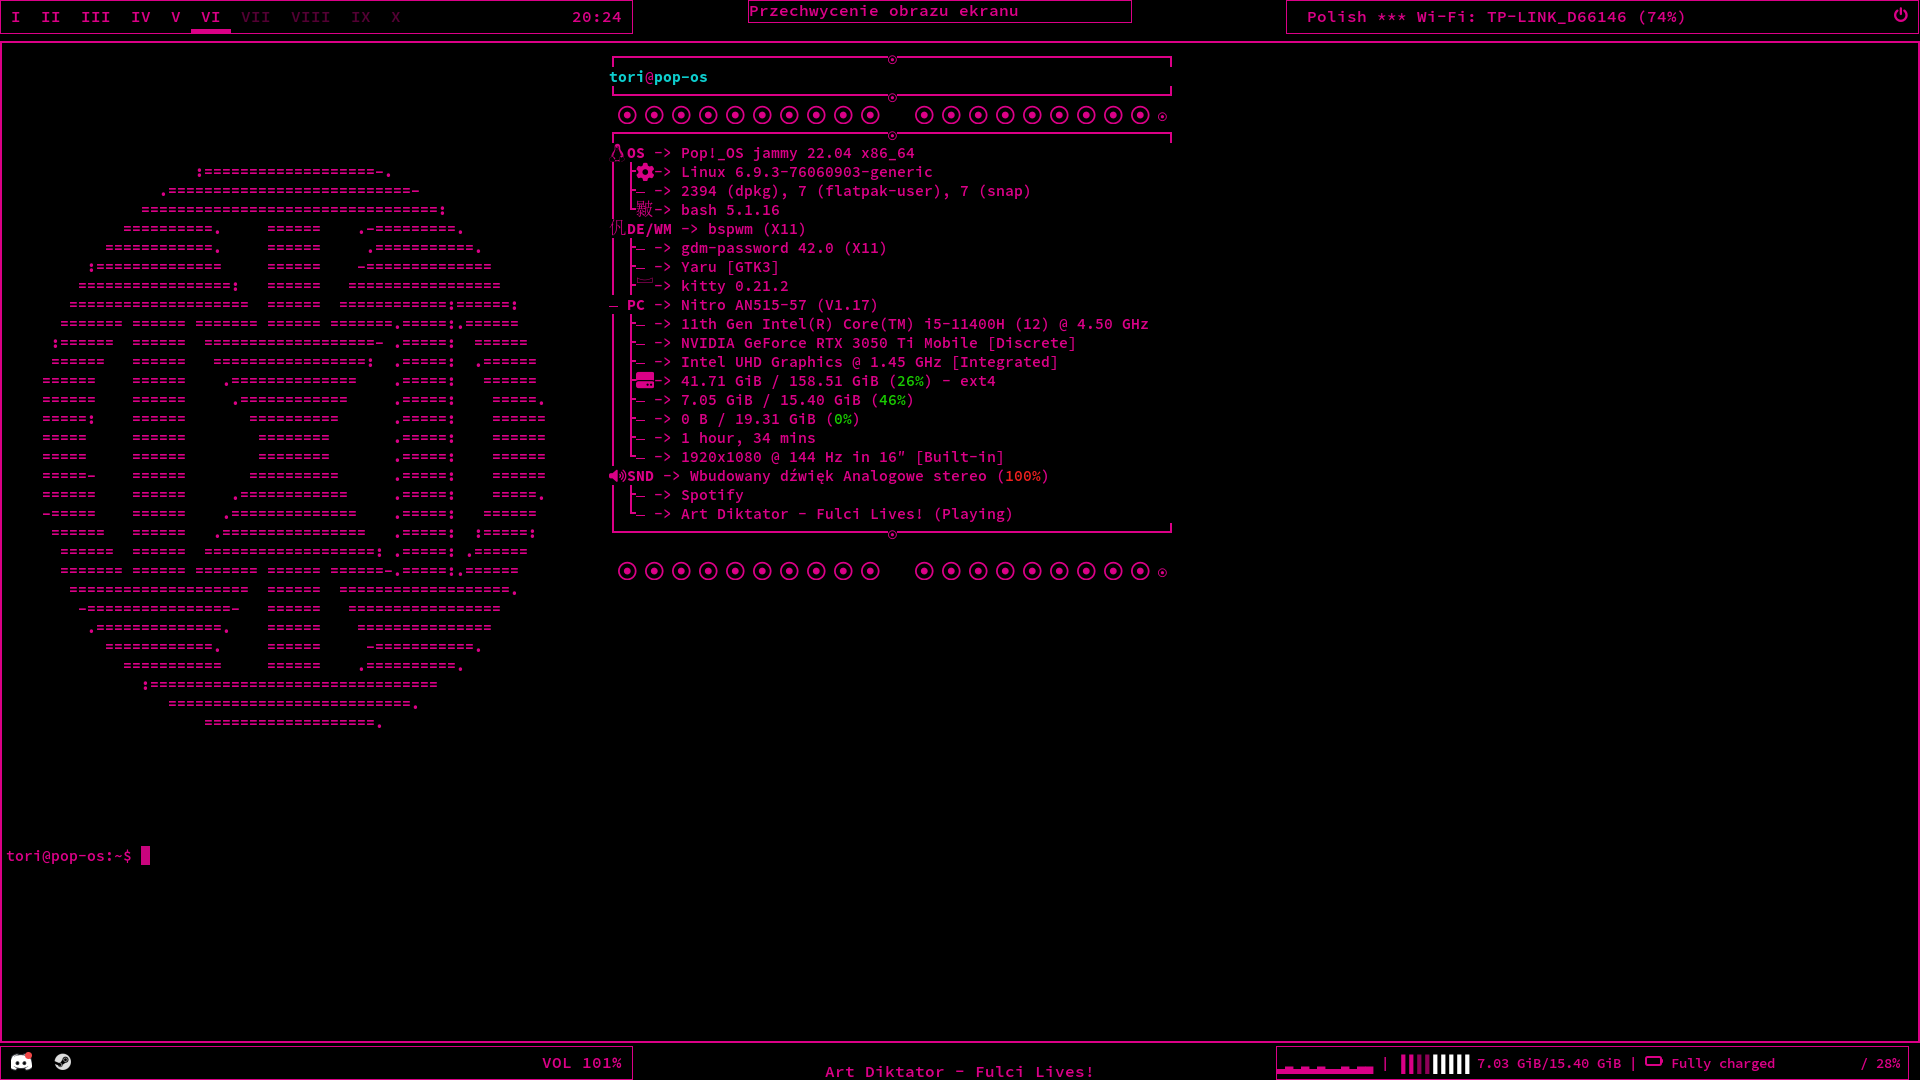 I II III IV V VI VII VIII IX X 20:24
Przechwycenie obrazu ekranu
Polish *** Wi-Fi: TP-LINK_D66146 (74%)
tori@pop-os
OS -> Pop!_OS jammy 22.04 x86_64
-> Linux 6.9.3-76060903-generic
-> 2394 (dpkg), 7 (flatpak-user), 7 (snap)
-> bash 5.1.16
DE/WM -> bspwm (X11)
-> gdm-password 42.0 (X11)
-> Yaru [GTK3]
-> kitty 0.21.2
PC -> Nitro AN515-57 (V1.17)
-> 11th Gen Intel(R) Core(TM) i5-11400H (12) @ 4.50 GHz
-> NVIDIA GeForce RTX 3050 Ti Mobile [Discrete]
-> Intel UHD Graphics @ 1.45 GHz [Integrated]
-> 41.71 GiB / 158.51 GiB (26%) - ext4
-> 7.05 GiB / 15.40 GiB (46%)
-> 0 B / 19.31 GiB (0%)
-> 1 hour, 34 mins
-> 1920x1080 @ 144 Hz in 16" [Built-in]
SND -> Wbudowany dźwięk Analogowe stereo (100%)
-> Spotify
-> Art Diktator - Fulci Lives! (Playing)
tori@pop-os:~$
VOL 101%
Art Diktator - Fulci Lives!
| 7.03 GiB/15.40 GiB | Fully charged / 28%